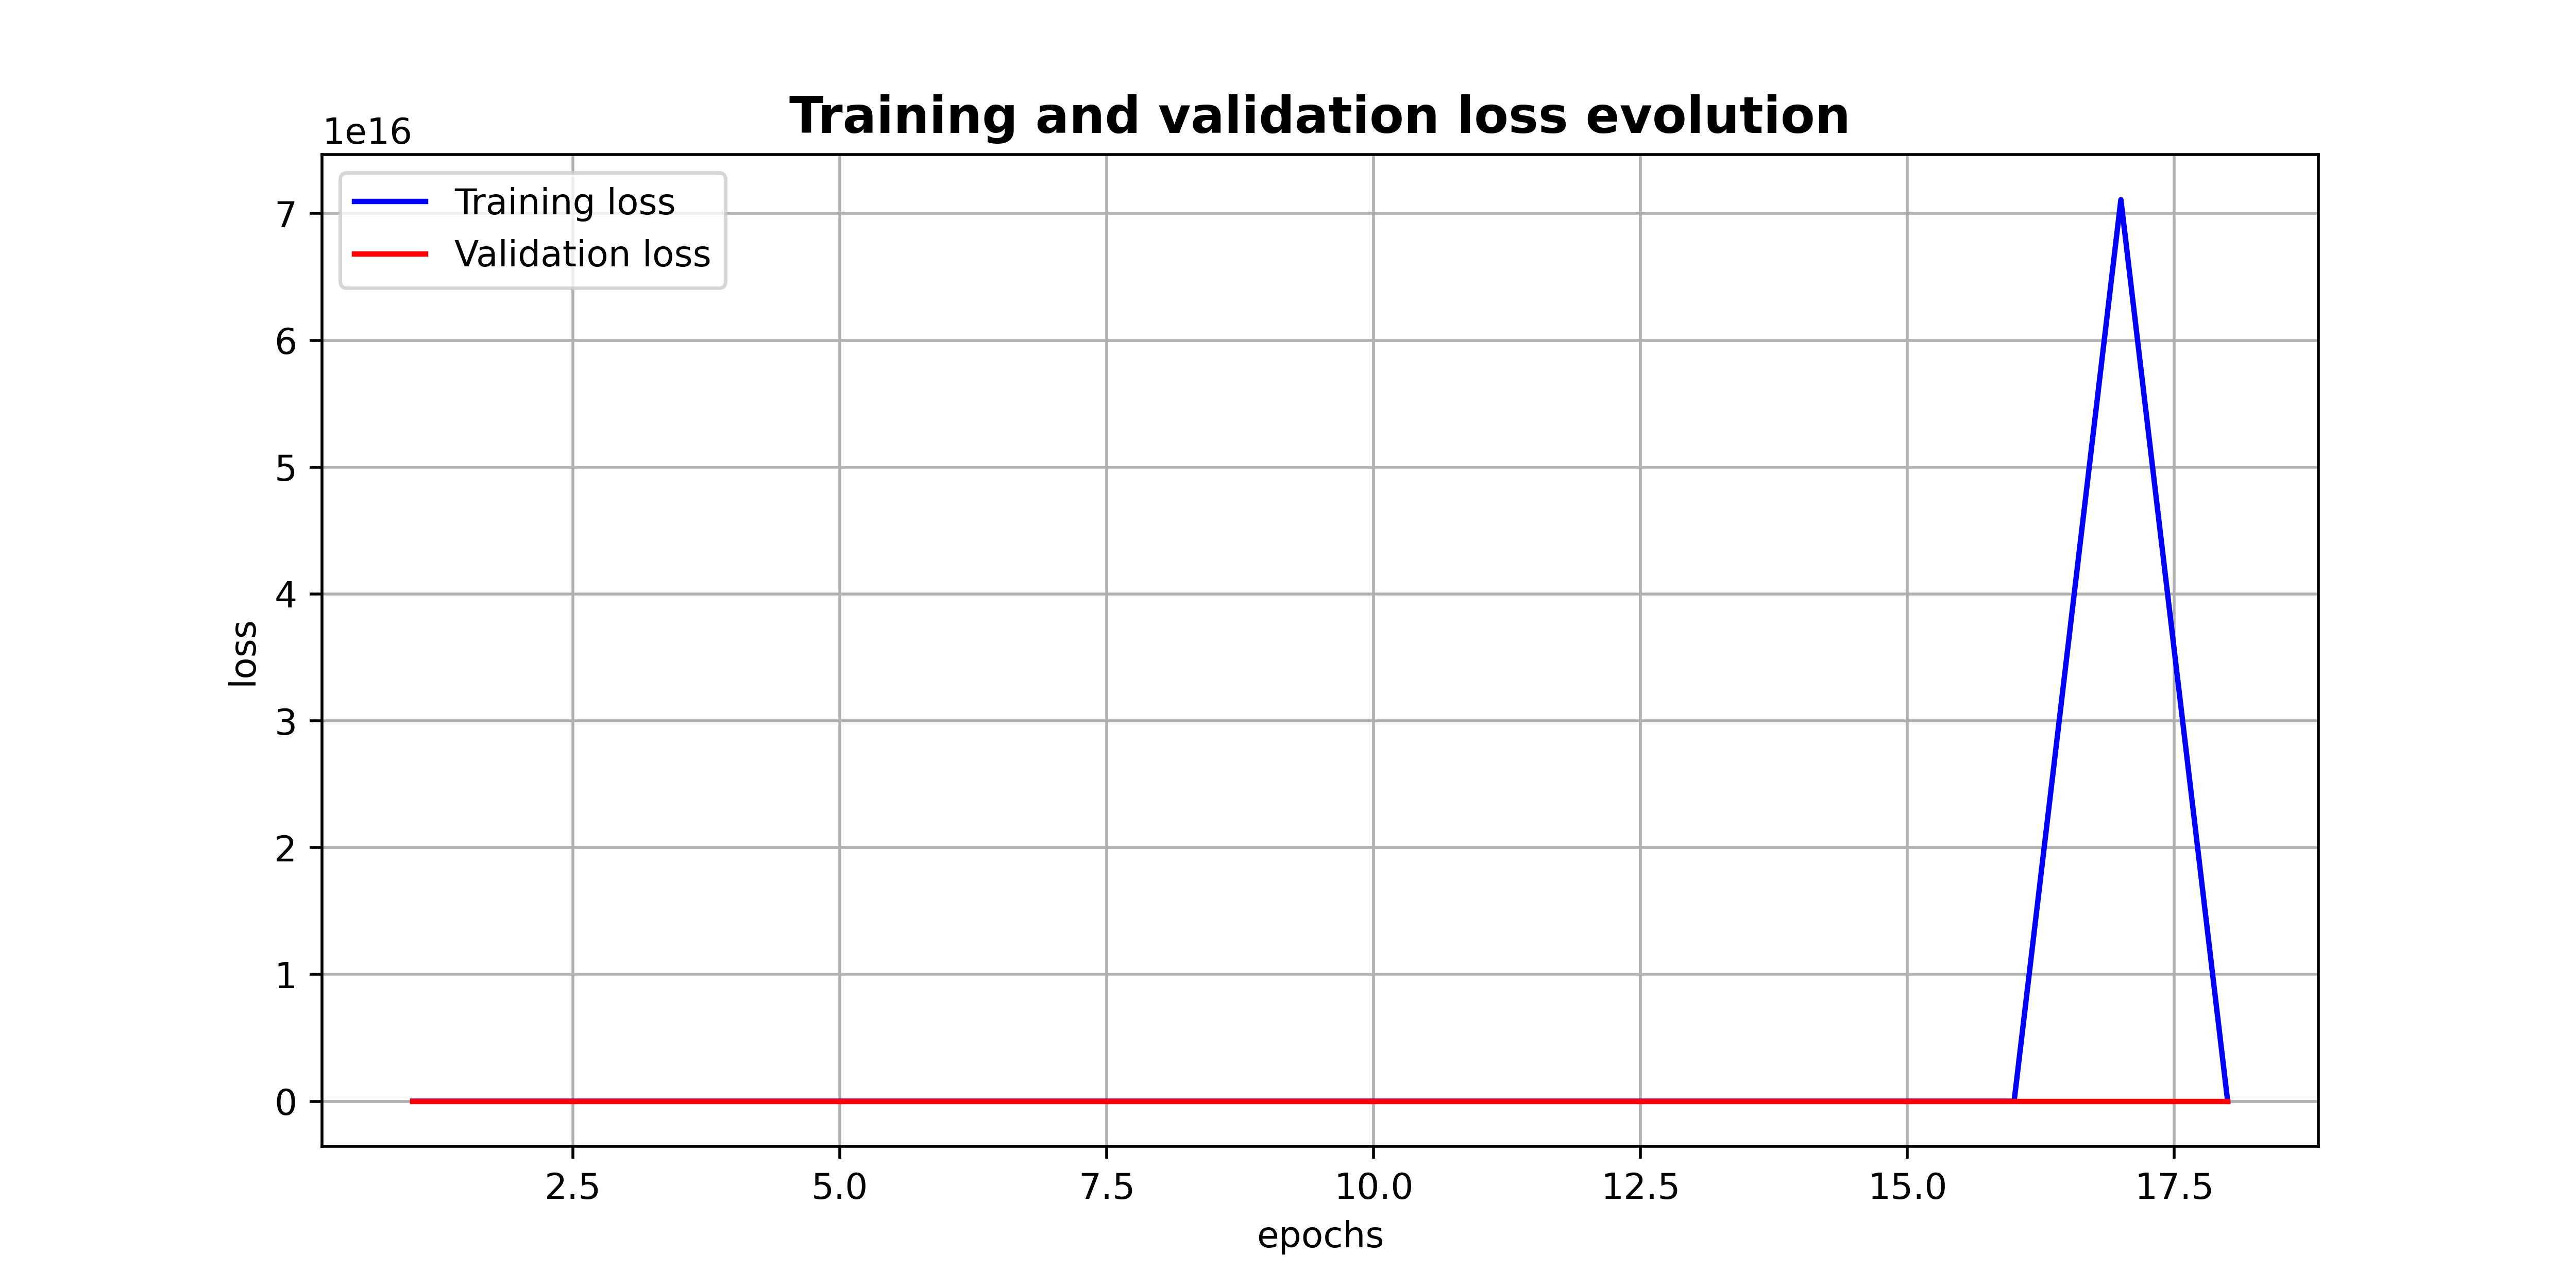 Training and validation loss evolution
1e16
Training loss
Validation loss
7
6
5
4
3
2
1
0
loss
2.5 5.0 7.5 10.0 12.5 15.0 17.5
epochs